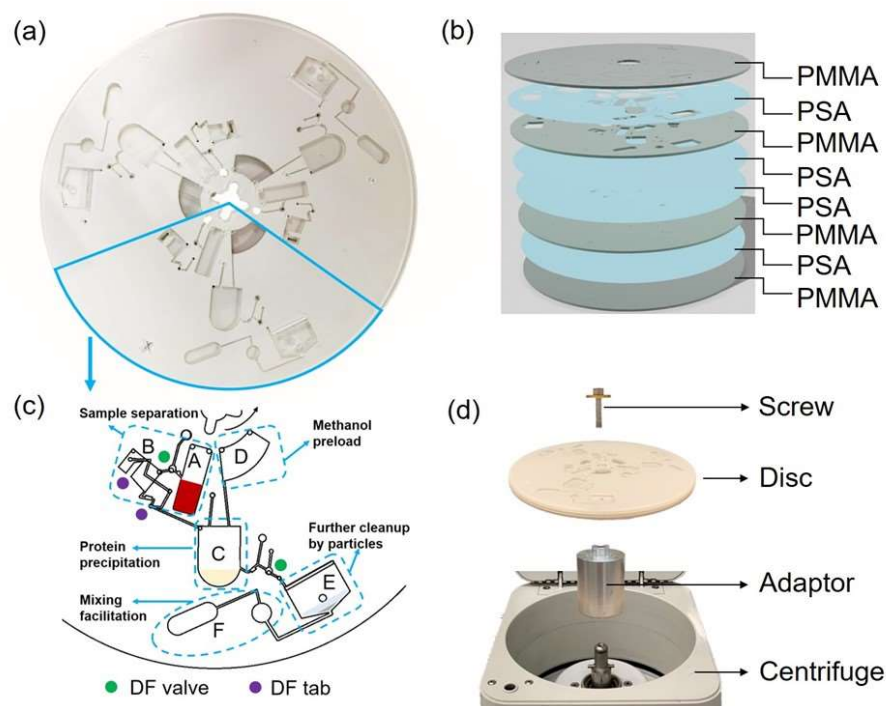 (a)
(b)
PMMA
PSA
PMMA
PSA
PSA
PMMA
PSA
PMMA
(c)
Sample separation
Methanol
preload
B
A
D
Protein
precipitation
C
Further cleanup
by particles
E
Mixing
facilitation
F
DF valve
DF tab
(d)
Screw
Disc
Adaptor
Centrifuge